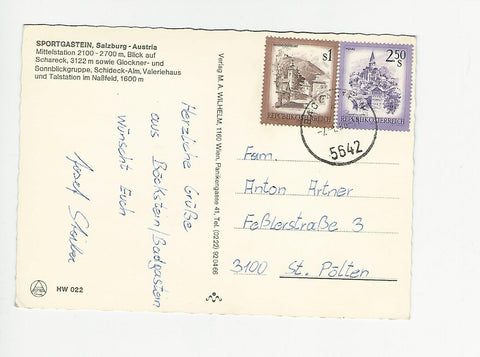 SPORTGASTEIN, Salzburg - Austria
Mittelstation 2100 - 2700 m, Blick auf
Schareck, 3122 m sowie Glockner- und
Sonnblickgruppe, Schideck-Alm, Valeriehaus
und Talstation im Naßfeld, 1600 m
Herzliche Grüße
aus Böckstein/Badgastein
wünscht Euch
Josef
HW 022
Verlag M. A. WILHELM, 1160 Wien, Panikengasse 41, Tel. (0222) 92 04 66
s1
REPUBLIK ÖSTERREICH
2.50 s
REPUBLIK ÖSTERREICH
5642
Fam.
Anton Artner
Feßlerstraße 3
3100 St. Pölten